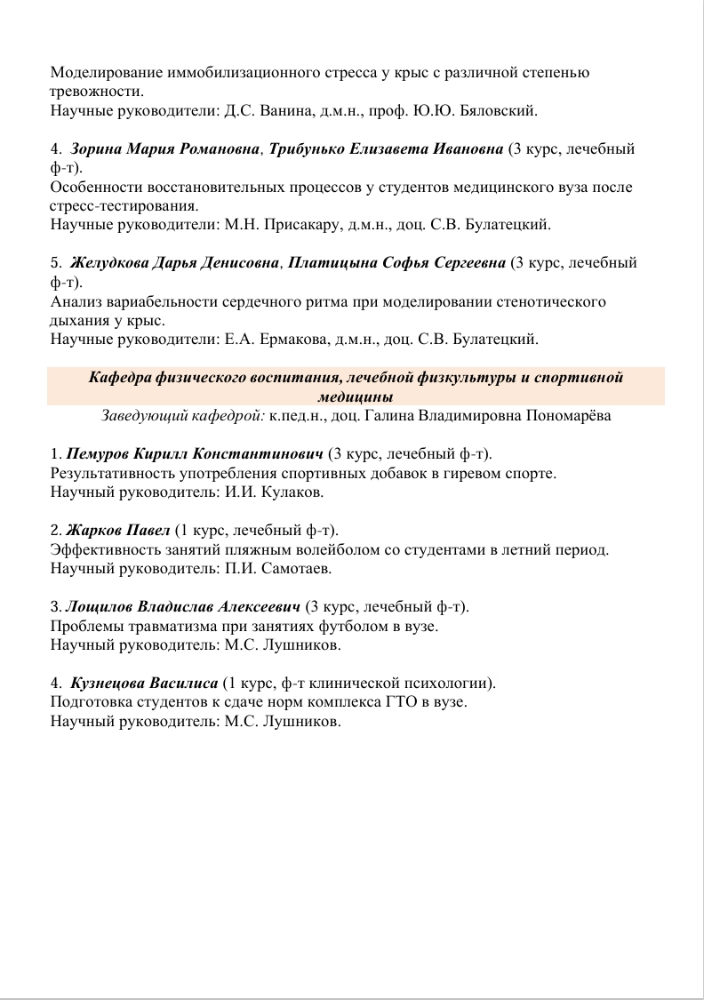 Моделирование иммобилизационного стресса у крыс с различной степенью
тревожности.
Научные руководители: Д.С. Ванина, д.м.н., проф. Ю.Ю. Бяловский.
4. Зорина Мария Романовна, Трибунько Елизавета Ивановна (3 курс, лечебный
ф-т).
Особенности восстановительных процессов у студентов медицинского вуза после
стресс-тестирования.
Научные руководители: М.Н. Присакару, д.м.н., доц. С.В. Булатецкий.
5. Желудкова Дарья Денисовна, Платицына Софья Сергеевна (3 курс, лечебный
ф-т).
Анализ вариабельности сердечного ритма при моделировании стенотического
дыхания у крыс.
Научные руководители: Е.А. Ермакова, д.м.н., доц. С.В. Булатецкий.
Кафедра физического воспитания, лечебной физкультуры и спортивной
медицины
Заведующий кафедрой: к.пед.н., доц. Галина Владимировна Пономарёва
1. Пемуров Кирилл Константинович (3 курс, лечебный ф-т).
Результативность употребления спортивных добавок в гиревом спорте.
Научный руководитель: И.И. Кулаков.
2. Жарков Павел (1 курс, лечебный ф-т).
Эффективность занятий пляжным волейболом со студентами в летний период.
Научный руководитель: П.И. Самотаев.
3. Лощилов Владислав Алексеевич (3 курс, лечебный ф-т).
Проблемы травматизма при занятиях футболом в вузе.
Научный руководитель: М.С. Лушников.
4. Кузнецова Василиса (1 курс, ф-т клинической психологии).
Подготовка студентов к сдаче норм комплекса ГТО в вузе.
Научный руководитель: М.С. Лушников.